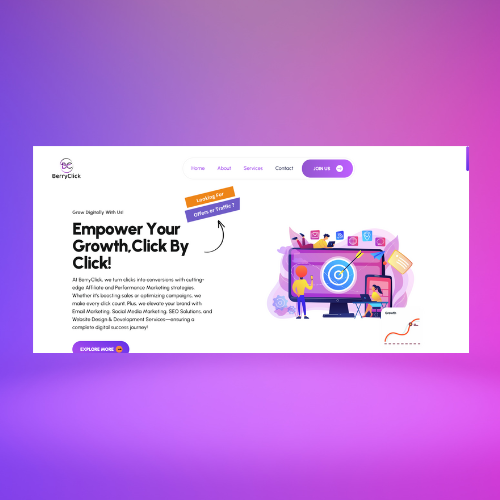 BerryClick
Home About Services Contact JOIN US
Looking For
Offers or Traffic ?
Grow Digitally With Us!
Empower Your
Growth,Click By
Click!
At BerryClick, we turn clicks into conversions with cutting-
edge Affiliate and Performance Marketing strategies.
Whether it's boosting sales or optimizing campaigns, we
make every click count. Plus, we elevate your brand with
Email Marketing, Social Media Marketing, SEO Solutions, and
Website Design & Development Services—ensuring a
complete digital success journey!
Growth
EXPLORE MORE